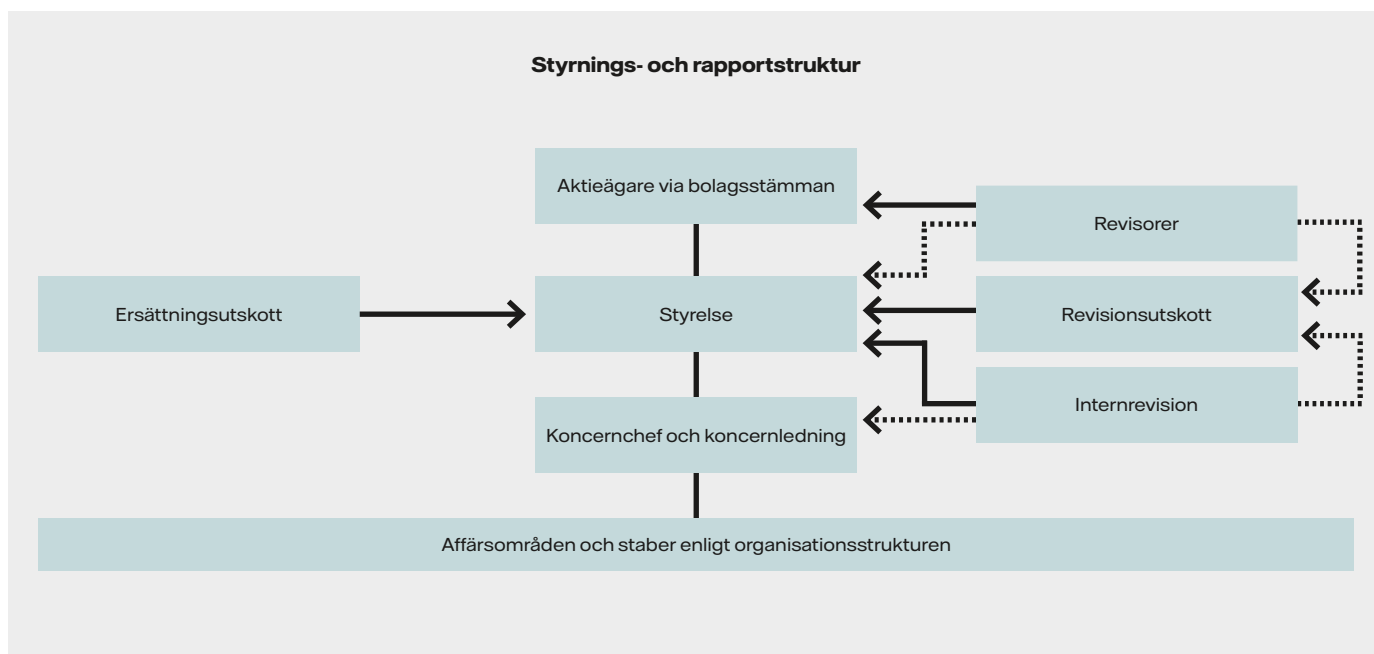 Styrnings- och rapportstruktur
Aktieägare via bolagsstämman
Revisorer
Ersättningsutskott
Styrelse
Revisionsutskott
Internrevision
Koncernchef och koncernledning
Affärsområden och staber enligt organisationsstrukturen